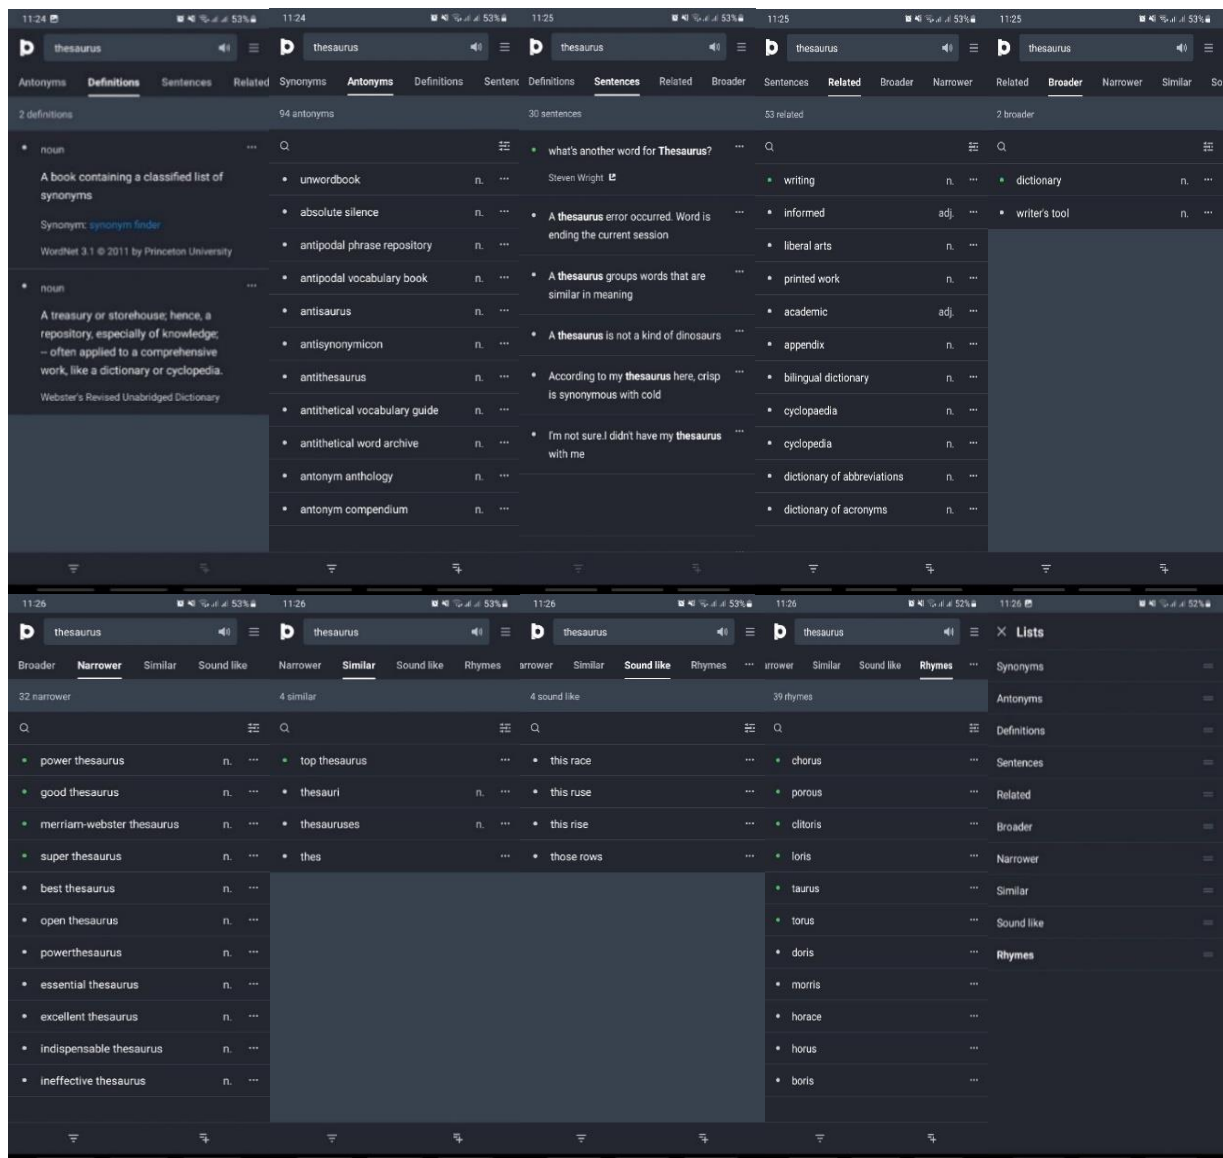 11:24 53%
thesaurus
Antonyms Definitions Sentences Related
2 definitions
noun
A book containing a classified list of
synonyms
Synonym: synonym finder
WordNet 3.1 © 2011 by Princeton University
noun
A treasury or storehouse; hence, a
repository, especially of knowledge;
-- often applied to a comprehensive
work, like a dictionary or cyclopedia.
Webster's Revised Unabridged Dictionary
11:24 53%
thesaurus
Synonyms Antonyms Definitions Sentenc
94 antonyms
unwordbook n.
absolute silence n.
antipodal phrase repository n.
antipodal vocabulary book n.
antisaurus n.
antisynonymicon n.
antithesaurus n.
antithetical vocabulary guide n.
antithetical word archive n.
antonym anthology n.
antonym compendium n.
11:25 53%
thesaurus
Definitions Sentences Related Broader
30 sentences
what's another word for Thesaurus?
Steven Wright
A thesaurus error occurred. Word is
ending the current session
A thesaurus groups words that are
similar in meaning
A thesaurus is not a kind of dinosaurs
According to my thesaurus here, crisp
is synonymous with cold
I'm not sure.I didn't have my thesaurus
with me
11:25 53%
thesaurus
Sentences Related Broader Narrower
53 related
writing n.
informed adj.
liberal arts n.
printed work n.
academic adj.
appendix n.
bilingual dictionary n.
cyclopaedia n.
cyclopedia n.
dictionary of abbreviations n.
dictionary of acronyms n.
11:25 53%
thesaurus
Related Broader Narrower Similar So
2 broader
dictionary n.
writer's tool n.
11:26 53%
thesaurus
Broader Narrower Similar Sound like
32 narrower
power thesaurus n.
good thesaurus n.
merriam-webster thesaurus n.
super thesaurus n.
best thesaurus n.
open thesaurus n.
powerthesaurus n.
essential thesaurus n.
excellent thesaurus n.
indispensable thesaurus n.
ineffective thesaurus n.
11:26 53%
thesaurus
Narrower Similar Sound like Rhymes
4 similar
top thesaurus
thesauri n.
thesauruses n.
thes
11:26 53%
thesaurus
arrower Similar Sound like Rhymes
4 sound like
this race
this ruse
this rise
those rows
11:26 52%
thesaurus
rrower Similar Sound like Rhymes
39 rhymes
chorus
porous
clitoris
loris
taurus
torus
doris
morris
horace
horus
boris
11:26 52%
Lists
Synonyms
Antonyms
Definitions
Sentences
Related
Broader
Narrower
Similar
Sound like
Rhymes